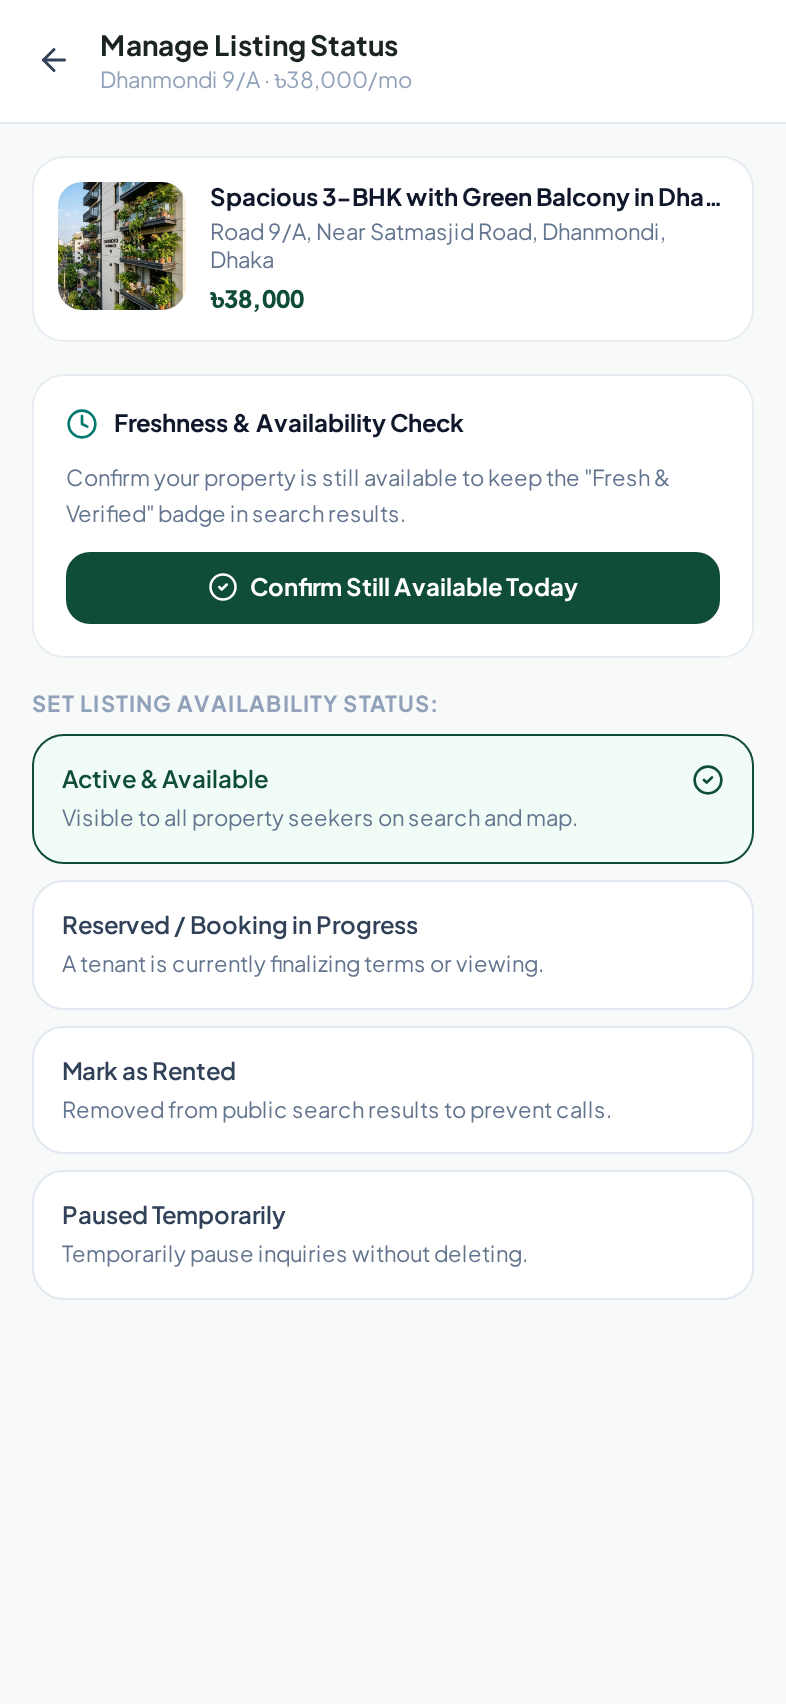 Manage Listing Status
Dhanmondi 9/A · ৳38,000/mo
Spacious 3-BHK with Green Balcony in Dha...
Road 9/A, Near Satmasjid Road, Dhanmondi,
Dhaka
৳38,000
Freshness & Availability Check
Confirm your property is still available to keep the "Fresh &
Verified" badge in search results.
Confirm Still Available Today
SET LISTING AVAILABILITY STATUS:
Active & Available
Visible to all property seekers on search and map.
Reserved / Booking in Progress
A tenant is currently finalizing terms or viewing.
Mark as Rented
Removed from public search results to prevent calls.
Paused Temporarily
Temporarily pause inquiries without deleting.